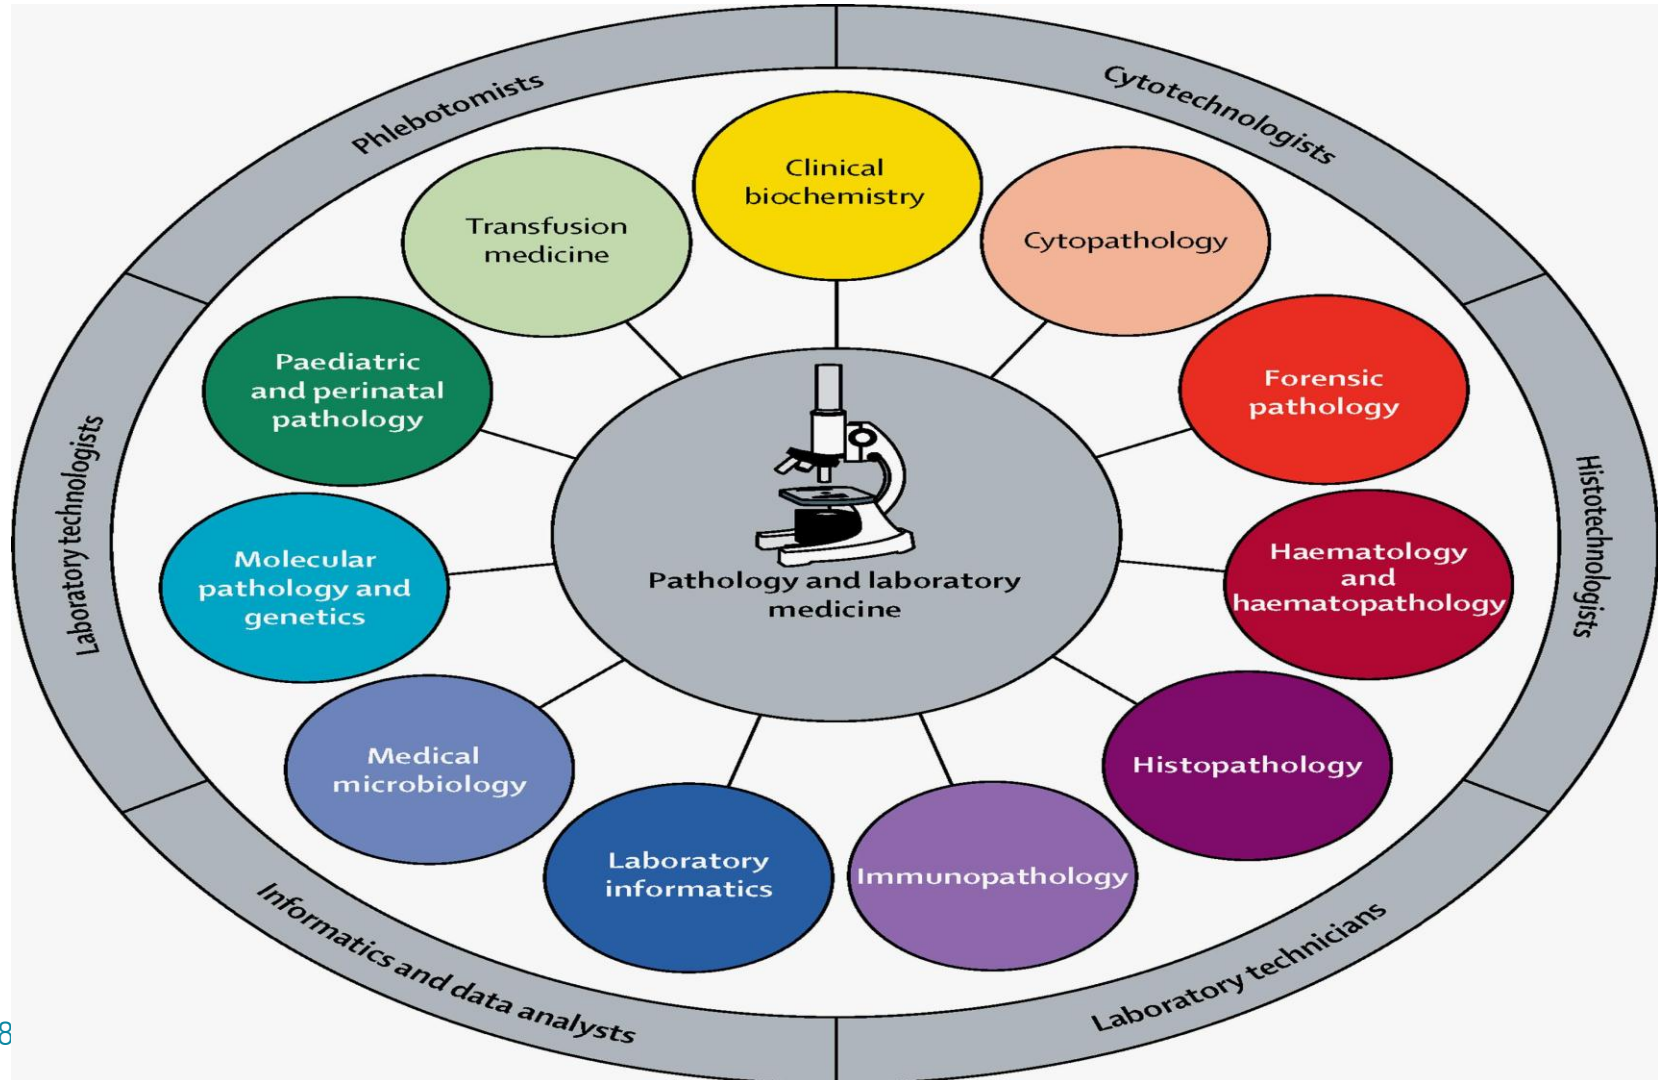 Phlebotomists
Cytotechnologists
Histotechnologists
Laboratory technicians
Informatics and data analysts
Laboratory technologists
Clinical
biochemistry
Cytopathology
Forensic
pathology
Haematology
and
haematopathology
Histopathology
Immunopathology
Laboratory
informatics
Medical
microbiology
Molecular
pathology and
genetics
Paediatric
and perinatal
pathology
Transfusion
medicine
Pathology and laboratory
medicine
8